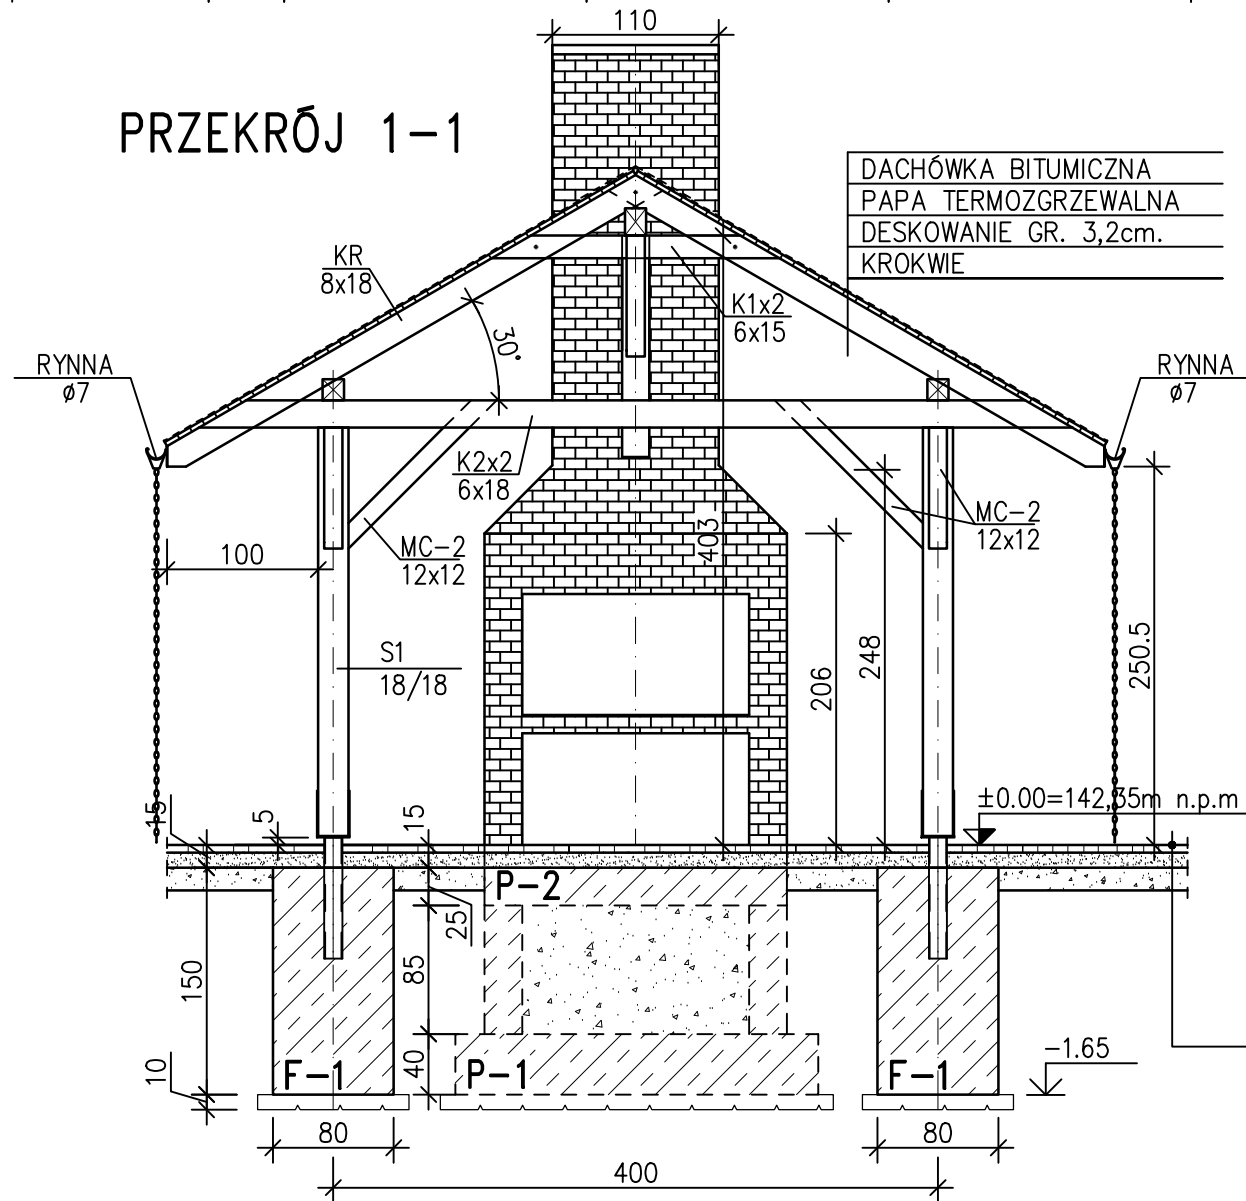 110
PRZEKRÓJ 1-1
DACHÓWKA BITUMICZNA
PAPA TERMOZGRZEWALNA
DESKOWANIE GR. 3,2cm.
KROKWIE
KR
8x18
K1x2
6x15
30°
RYNNA
ø7
RYNNA
ø7
K2x2
6x18
MC-2
12x12
MC-2
12x12
403
100
S1
18/18
206
248
250.5
±0.00=142,35m n.p.m
15
5
15
P-2
25
150
85
40
10
F-1
P-1
F-1
-1.65
80
80
400